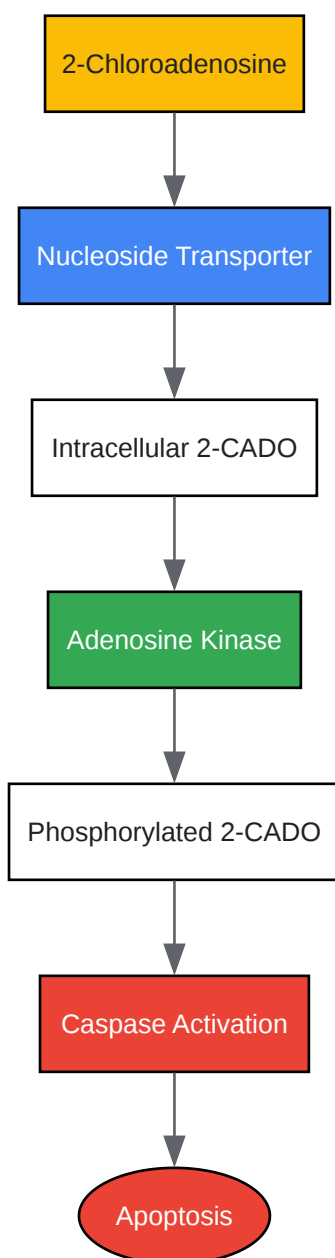 2-Chloroadenosine
Nucleoside Transporter
Intracellular 2-CADO
Adenosine Kinase
Phosphorylated 2-CADO
Caspase Activation
Apoptosis